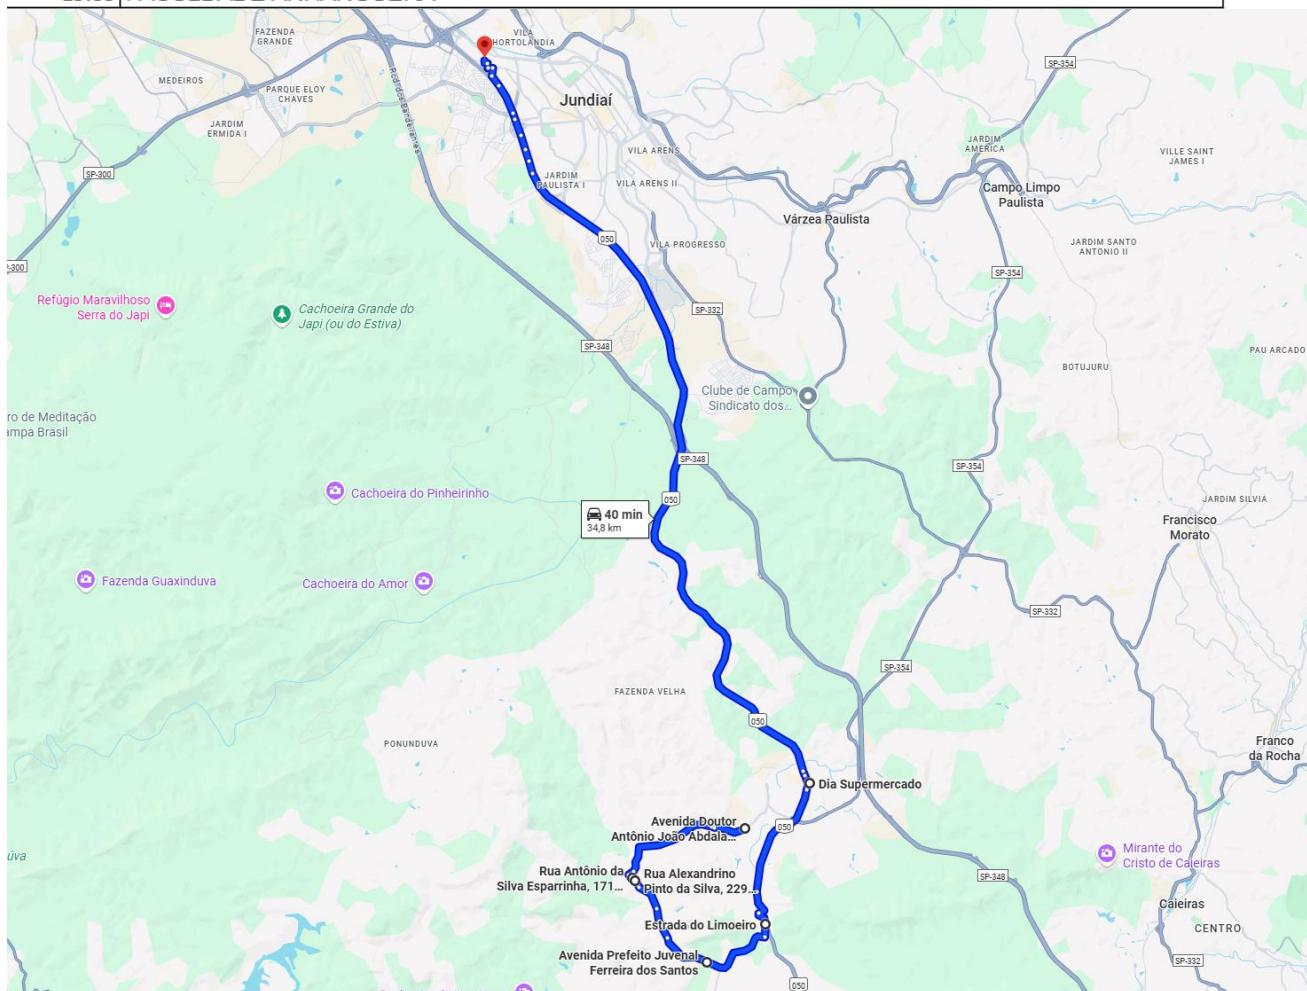 FAZENDA
GRANDE
VILA
HORTOLANDIA
SP-354
MEDEIROS
PARQUE ELOY
CHAVES
Rod. dos Bandeirantes
Jundiaí
JARDIM
ERMIDA I
VILA ARENS
JARDIM
AMERICA
VILLE SAINT
JAMES I
SP-300
JARDIM
PAULISTA I
VILA ARENS II
Campo Limpo
Paulista
Várzea Paulista
050
VILA PROGRESSO
JARDIM SANTO
ANTONIO II
-300
SP-354
Refúgio Maravilhoso
Serra do Japi
Cachoeira Grande do
Japi (ou do Estiva)
SP-332
SP-348
PAU ARCADO
BOTUJURU
Clube de Campo
Sindicato dos...
ro de Meditação
ampa Brasil
SP-348
SP-354
Cachoeira do Pinheirinho
050
JARDIM SILVIA
40 min
34,8 km
Francisco
Morato
Fazenda Guaxinduva
Cachoeira do Amor
SP-332
SP-354
FAZENDA VELHA
050
PONUNDUVA
Franco
da Rocha
Dia Supermercado
Avenida Doutor
Antônio João Abdala...
050
úva
Mirante do
Cristo de Caieiras
Rua Antônio da
Silva Esparrinha, 171...
Rua Alexandrino
Pinto da Silva, 229...
SP-348
Caieiras
Estrada do Limoeiro
CENTRO
Avenida Prefeito Juvenal
Ferreira dos Santos
SP-332
050